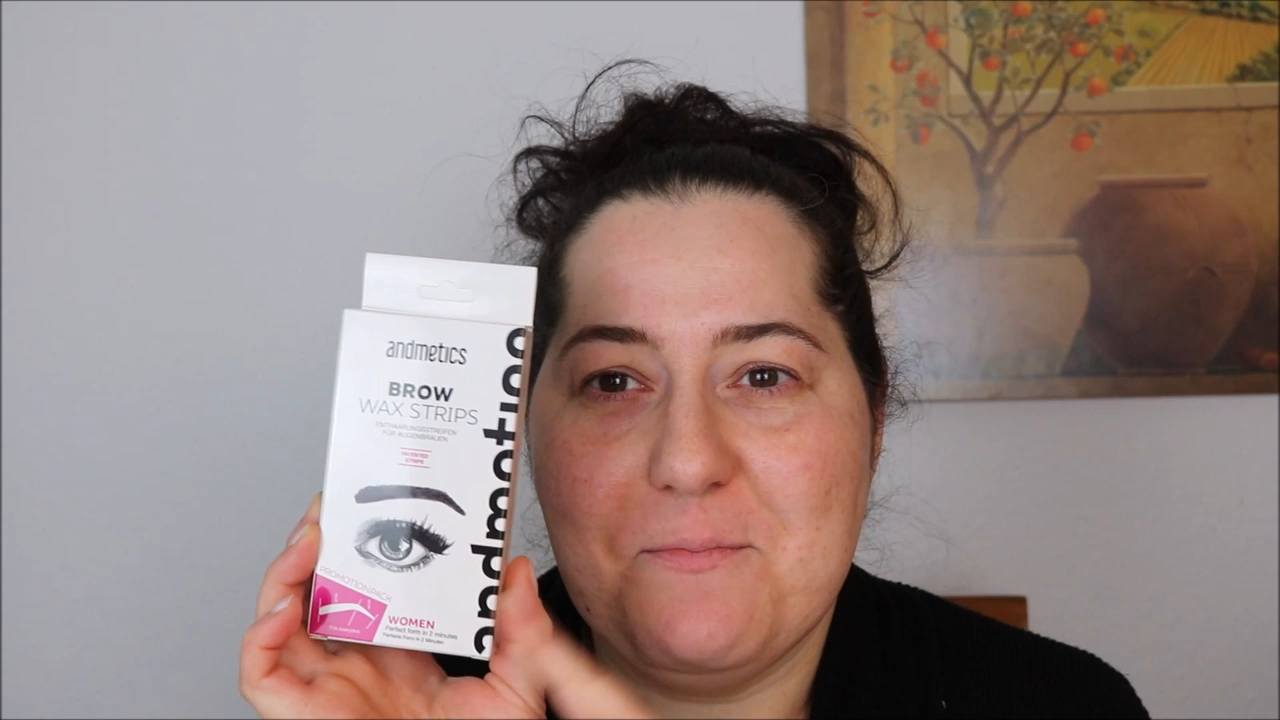 andmetics
BROW
WAX STRIPS
ENTHAARUNGSSTREIFEN
FÜR AUGENBRAUEN
PATENTED
STRIPS
andmetics
PROMOTIONPACK
WOMEN
Perfect form in 2 minutes
Perfekte Form in 2 Minuten